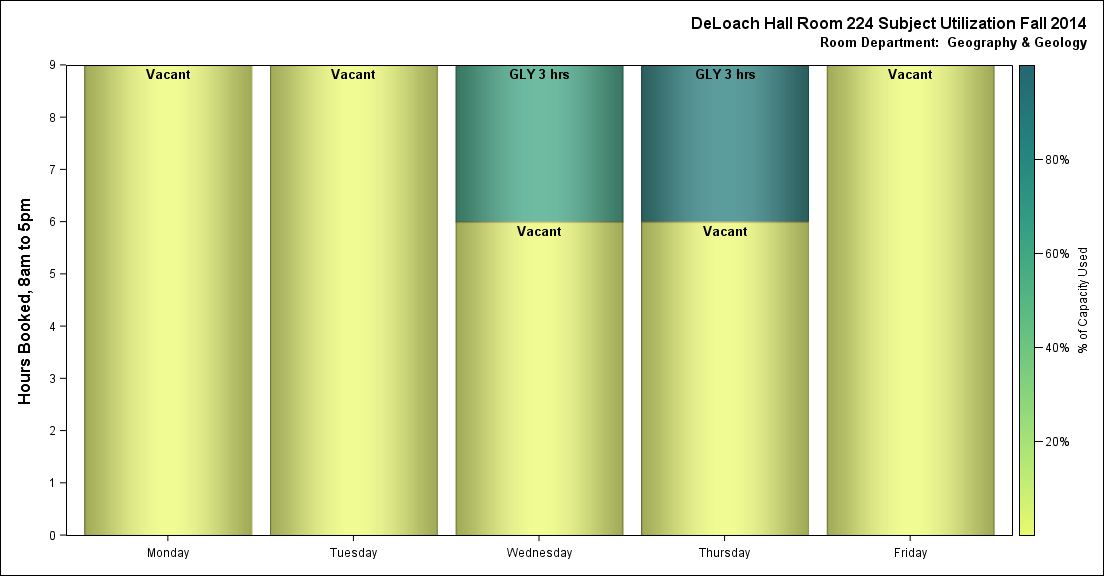 DeLoach Hall Room 224 Subject Utilization Fall 2014
Room Department:  Geography & Geology
Hours Booked, 8am to 5pm
9
8
7
6
5
4
3
2
1
0
Vacant
Vacant
GLY 3 hrs
GLY 3 hrs
Vacant
Vacant
Vacant
Monday
Tuesday
Wednesday
Thursday
Friday
80%
60%
40%
20%
% of Capacity Used